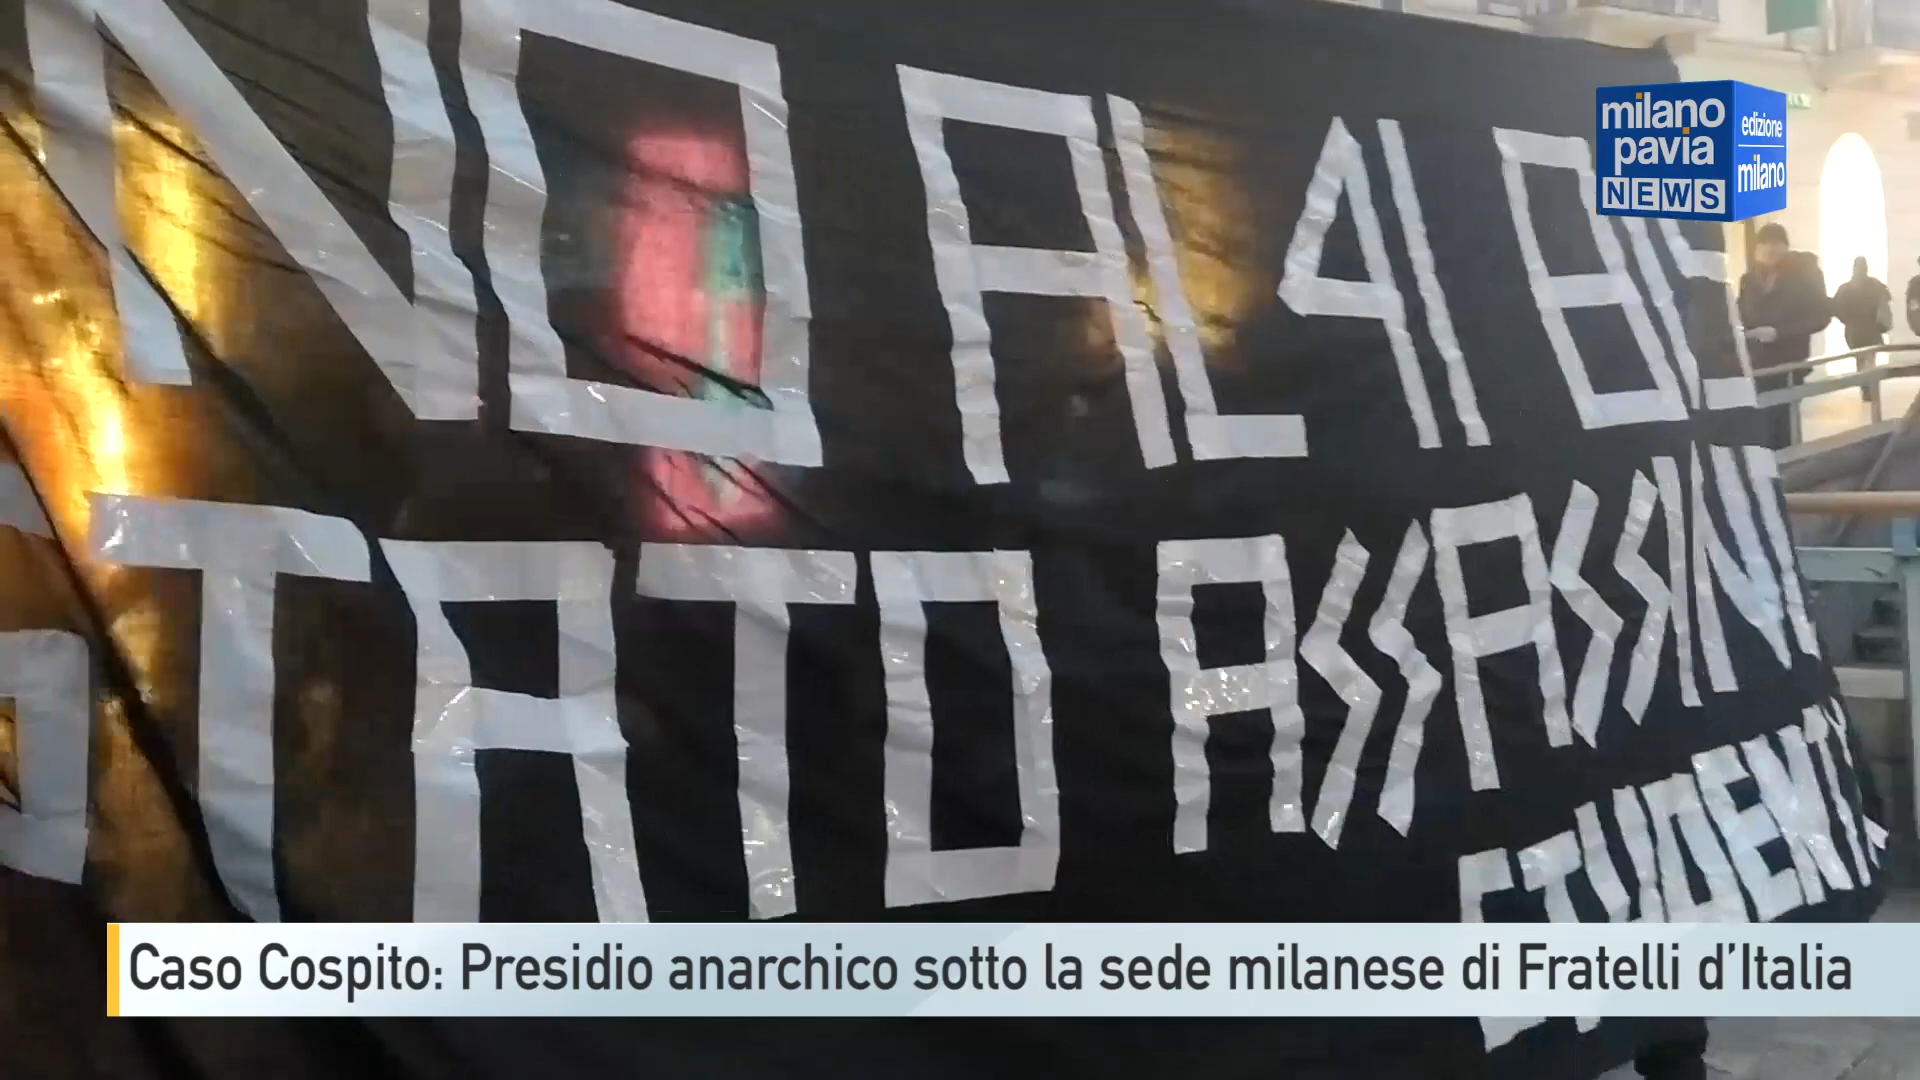 NO AL 41 BIS
STATO ASSASSINO
STUDENTX
milano
pavia
NEWS
edizione
milano
Caso Cospito: Presidio anarchico sotto la sede milanese di Fratelli d’Italia